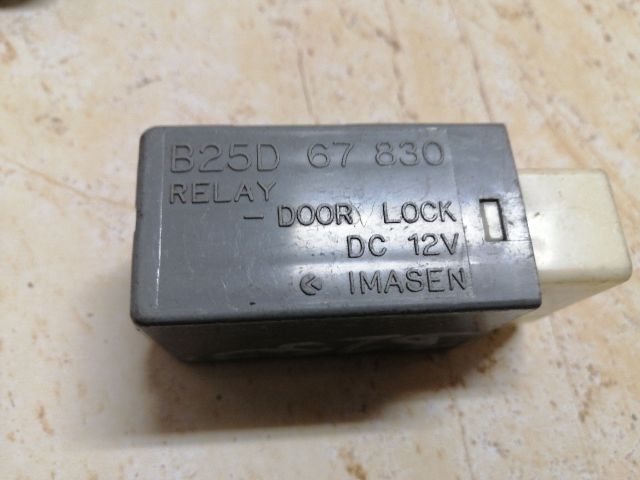 B25D 67 830
RELAY
- DOOR LOCK
DC 12V
IMASEN